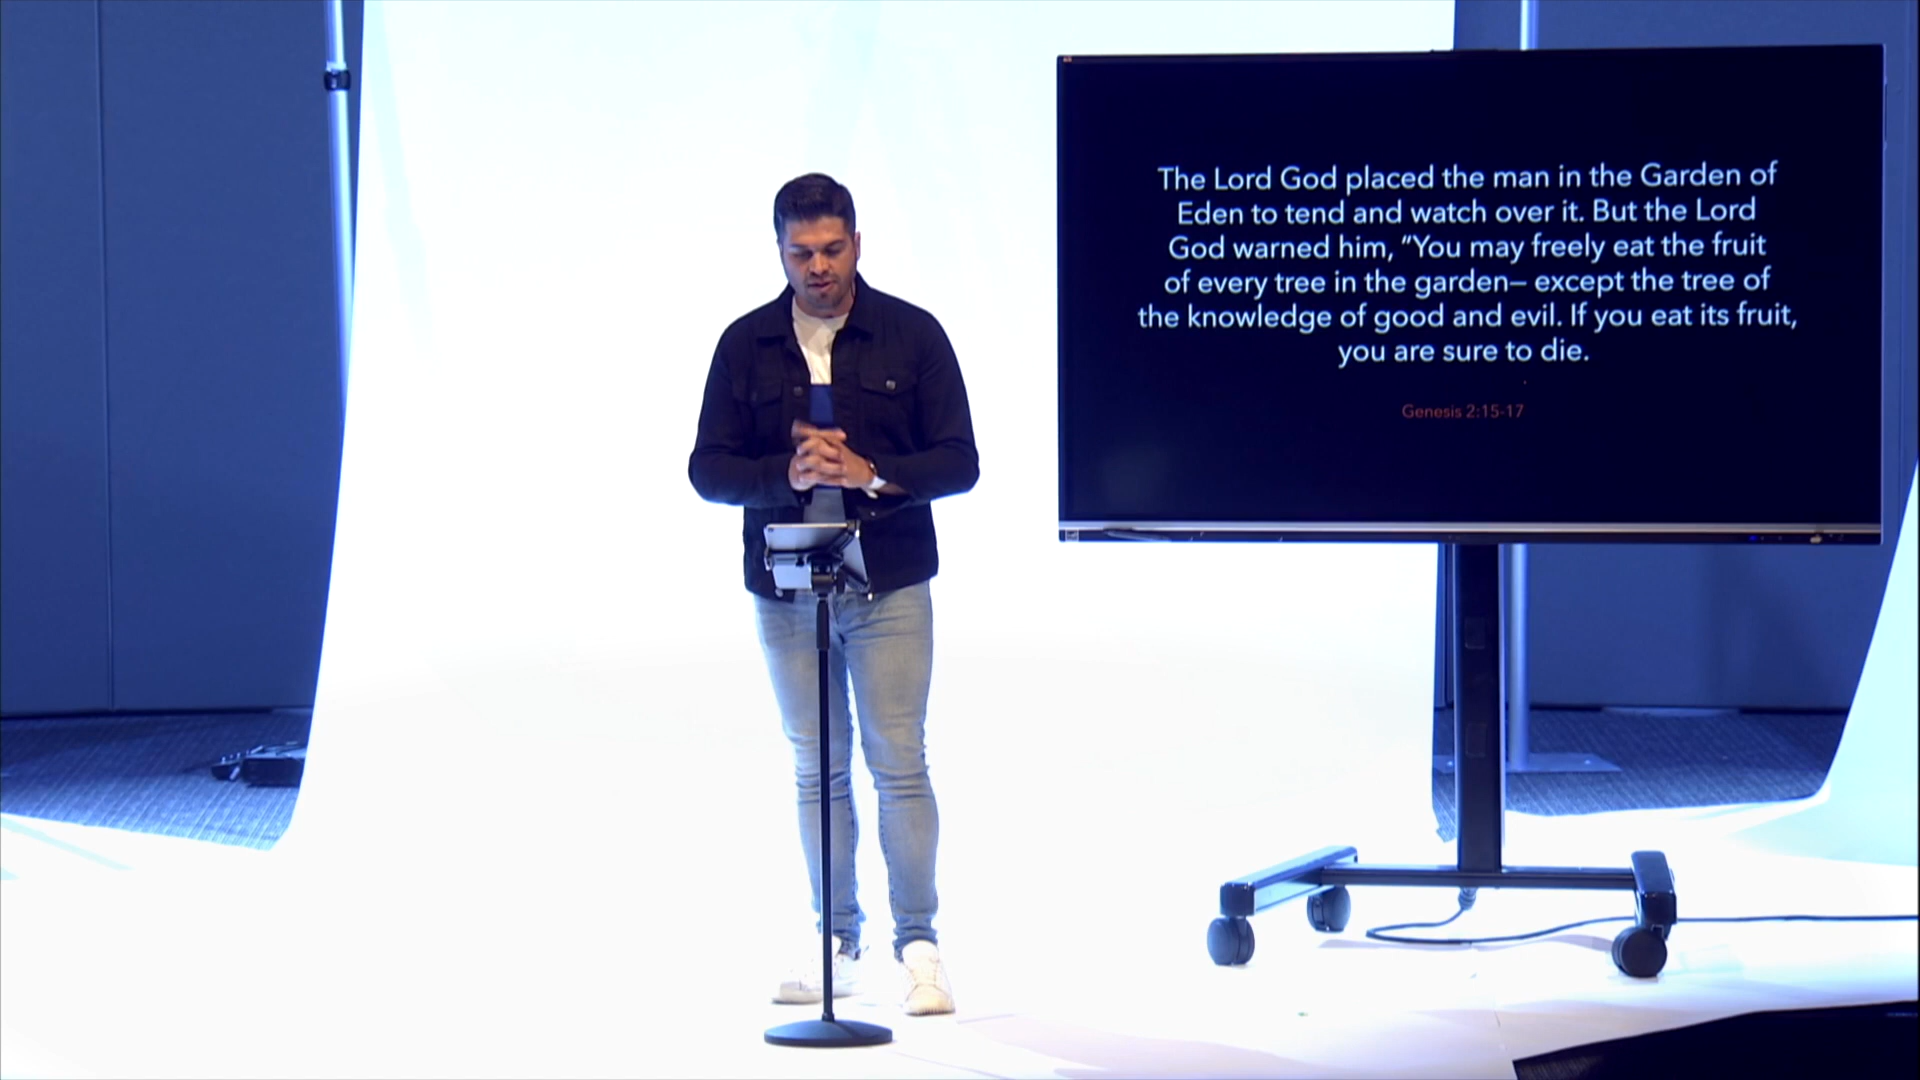 The Lord God placed the man in the Garden of
Eden to tend and watch over it. But the Lord
God warned him, “You may freely eat the fruit
of every tree in the garden– except the tree of
the knowledge of good and evil. If you eat its fruit,
you are sure to die.
Genesis 2:15-17